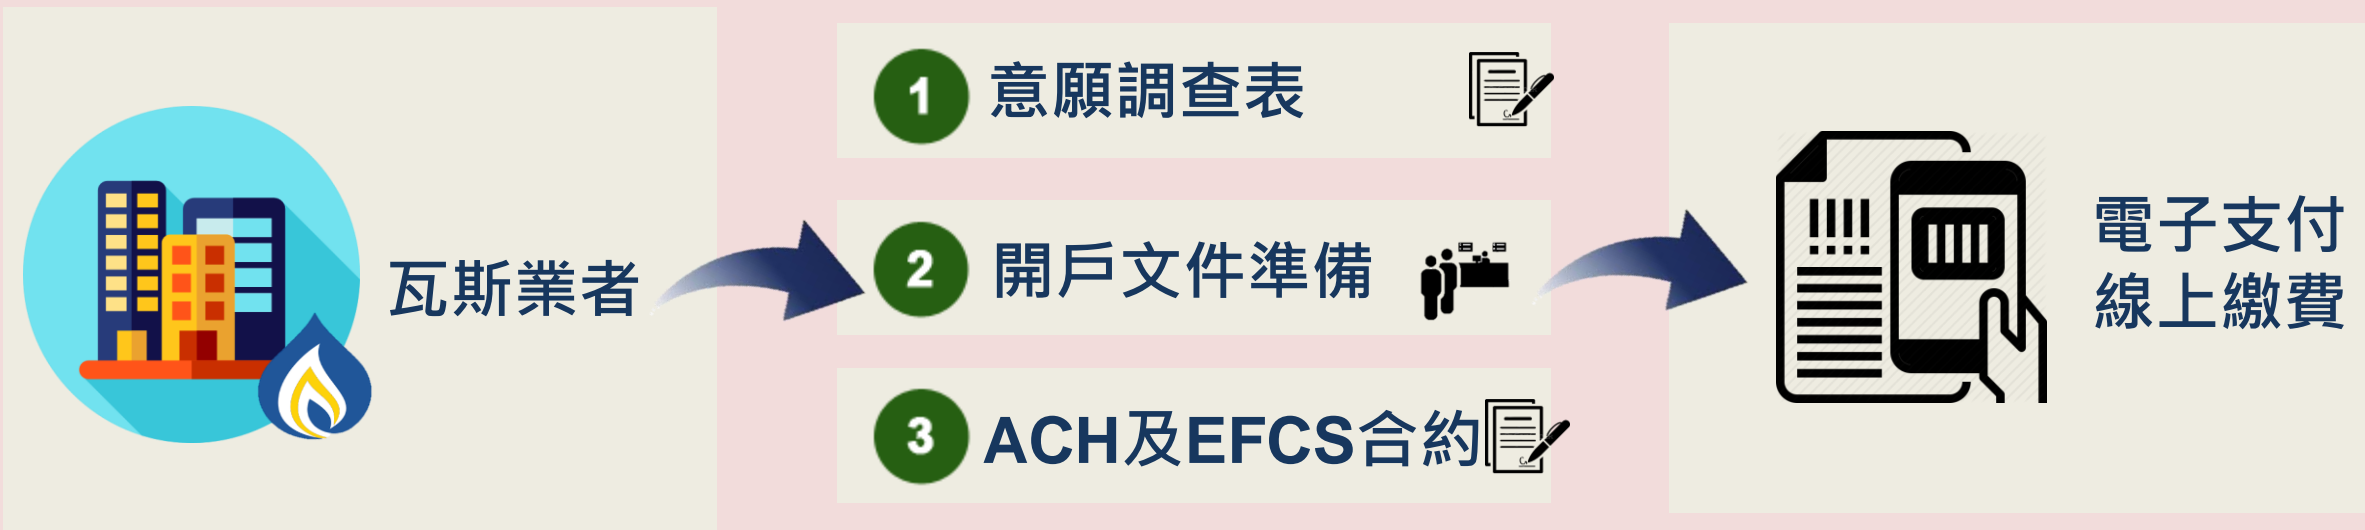 瓦斯業者
1 意願調查表
2 開戶文件準備
3 ACH及EFCS合約
電子支付
線上繳費